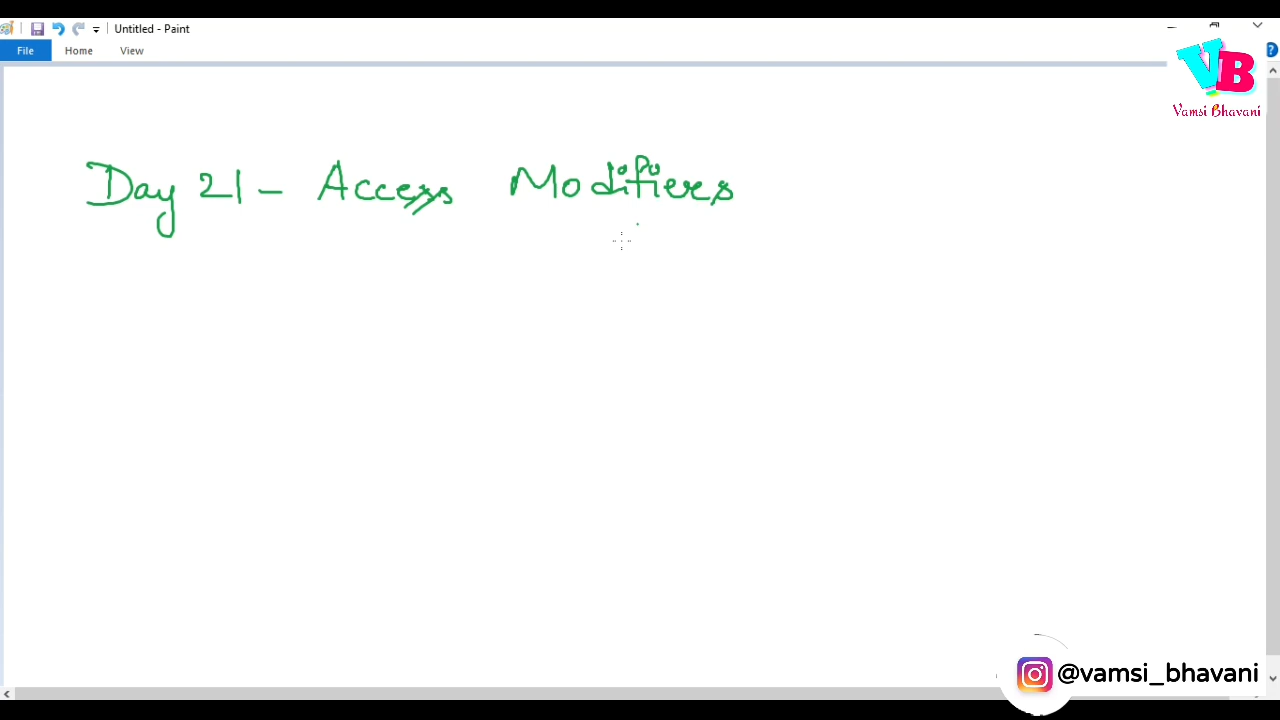 Untitled - Paint
File Home View
VB
Vamsi Bhavani
Day 21 - Access Modifiers
@vamsi_bhavani